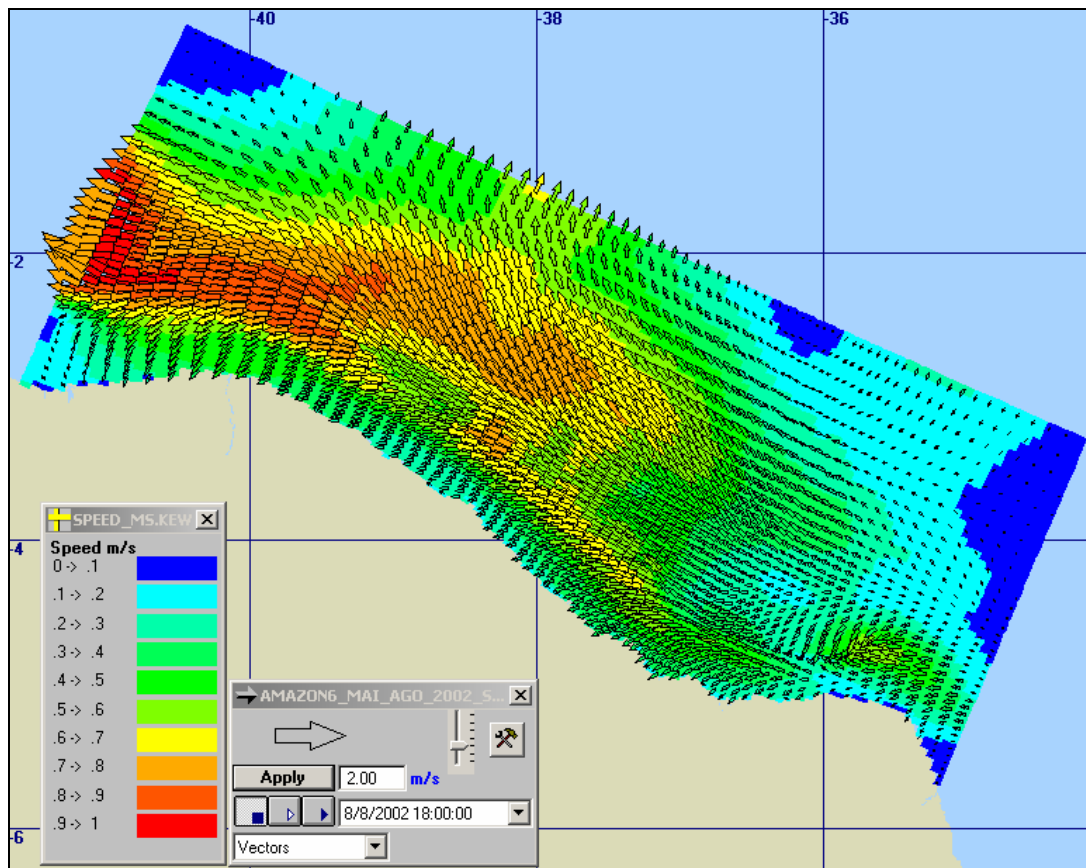 -40
-38
-36
-2
-4
-6
SPEED_MS.KEW
Speed m/s
0 -> .1
.1 -> .2
.2 -> .3
.3 -> .4
.4 -> .5
.5 -> .6
.6 -> .7
.7 -> .8
.8 -> .9
.9 -> 1
AMAZON6_MAI_AGO_2002_S...
Apply 2.00 m/s
8/8/2002 18:00:00
Vectors